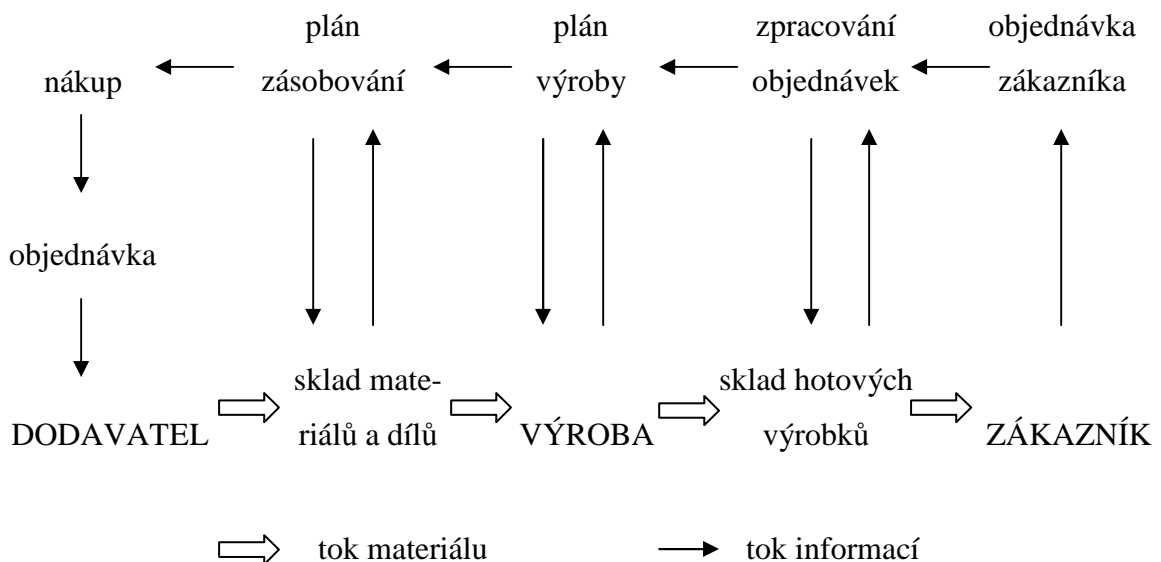 plán
zásobování
plán
výroby
zpracování
objednávek
objednávka
zákazníka
nákup
objednávka
DODAVATEL
sklad mate-
riálů a dílů
VÝROBA
sklad hotových
výrobků
ZÁKAZNÍK
tok materiálu
tok informací